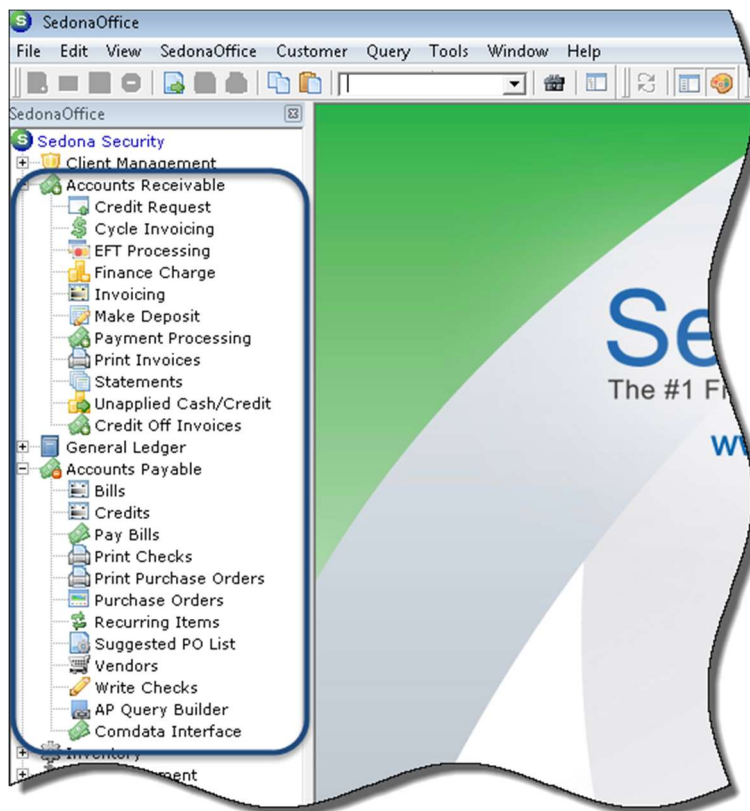 SedonaOffice
File Edit View SedonaOffice Customer Query Tools Window Help
SedonaOffice
Sedona Security
Client Management
Accounts Receivable
Credit Request
Cycle Invoicing
EFT Processing
Finance Charge
Invoicing
Make Deposit
Payment Processing
Print Invoices
Statements
Unapplied Cash/Credit
Credit Off Invoices
General Ledger
Accounts Payable
Bills
Credits
Pay Bills
Print Checks
Print Purchase Orders
Purchase Orders
Recurring Items
Suggested PO List
Vendors
Write Checks
AP Query Builder
Comdata Interface
Inventory
Se
The #1